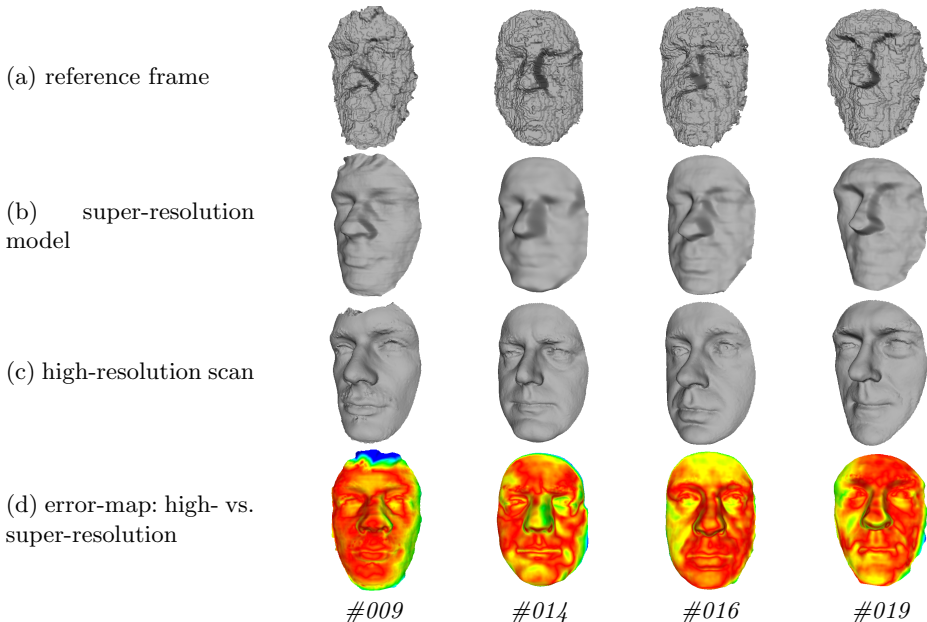 (a) reference frame
(b) super-resolution
model
(c) high-resolution scan
(d) error-map: high- vs.
super-resolution
#009 #014 #016 #019